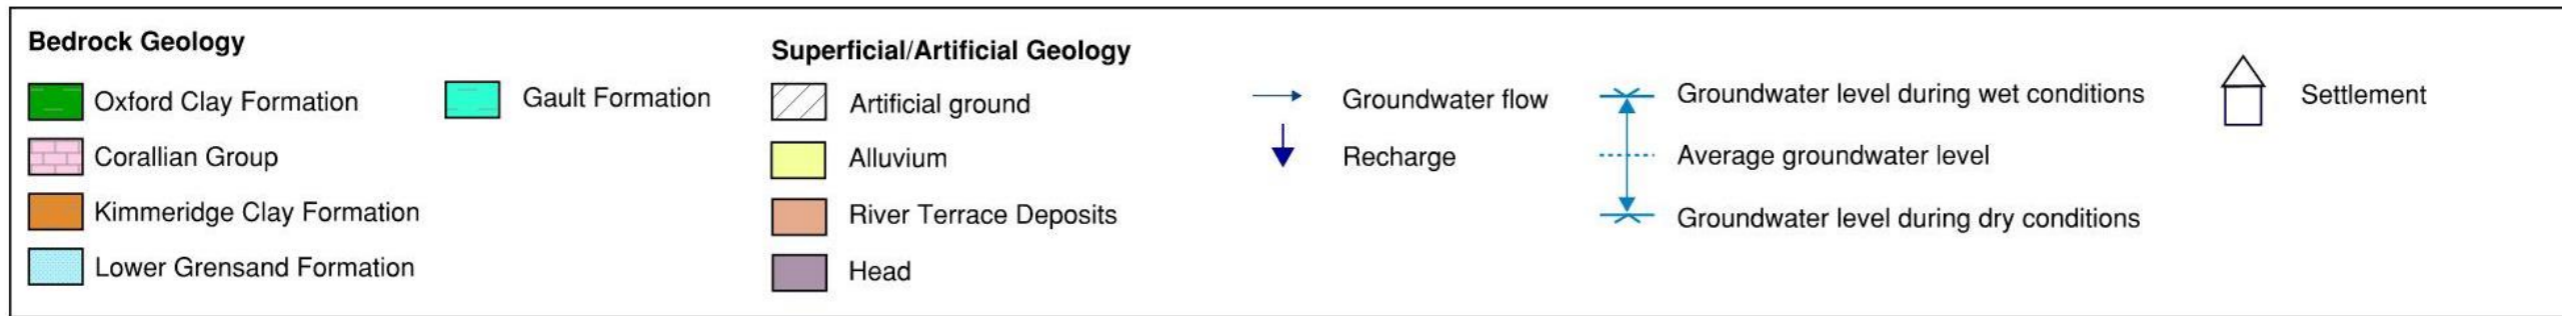 Bedrock Geology
Oxford Clay Formation
Corallian Group
Kimmeridge Clay Formation
Lower Grensand Formation
Gault Formation
Superficial/Artificial Geology
Artificial ground
Alluvium
River Terrace Deposits
Head
Groundwater flow
Recharge
Groundwater level during wet conditions
Average groundwater level
Groundwater level during dry conditions
Settlement